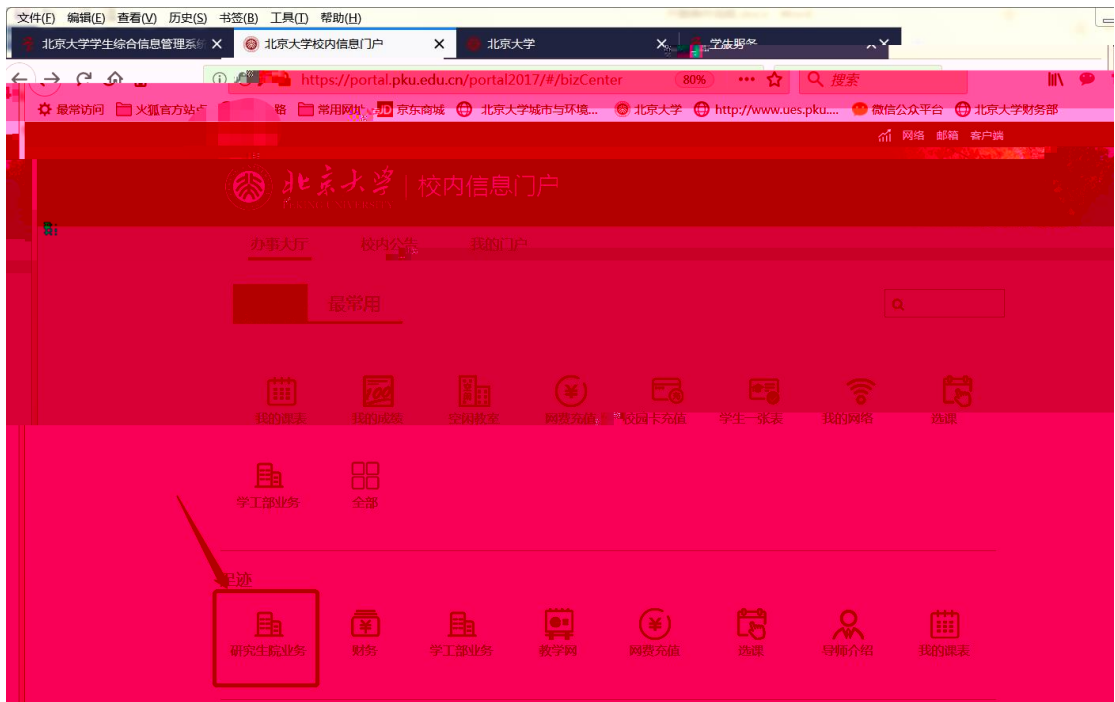 文件(F) 编辑(E) 查看(V) 历史(S) 书签(B) 工具(T) 帮助(H)
北京大学学生综合信息管理系统 北京大学校内信息门户 北京大学
https://portal.pku.edu.cn/portal2017/#/bizCenter 80% 搜索
最常访问 火狐官方站点 常用网址 JD 京东商城 北京大学城市与环境... 北京大学 http://www.ues.pku.... 微信公众平台 北京大学财务部
网络 邮箱 客户端
北京大学 校内信息门户
办事大厅 校内公告 我的门户
最常用
我的课表 我的成绩 空闲教室 网费充值 校园卡充值 学生一张表 我的网络 选课
学工部业务 全部
足迹
研究生院业务 财务 学工部业务 教学网 网费充值 选课 导师介绍 我的课表